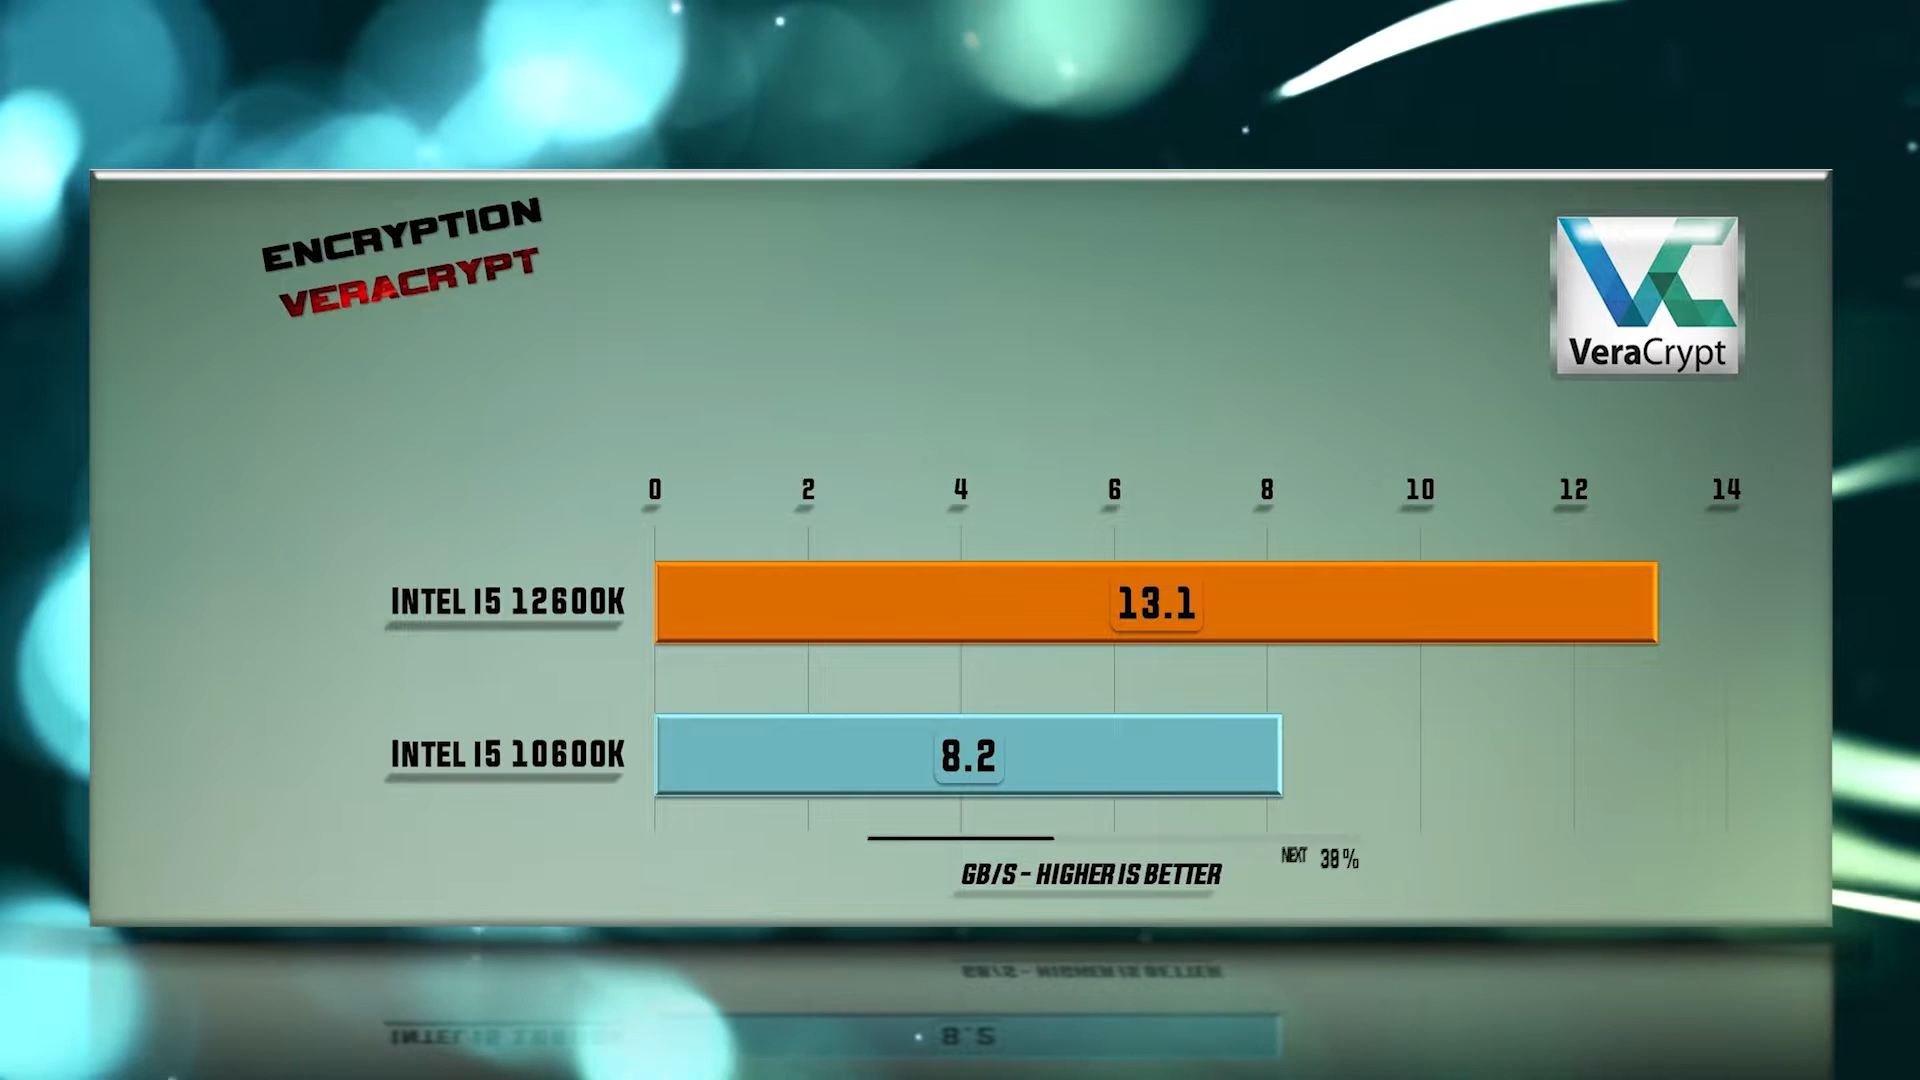 ENCRYPTION
VERACRYPT
VeraCrypt
0 2 4 6 8 10 12 14
INTEL I5 12600K 13.1
INTEL I5 10600K 8.2
NEXT 38%
GB/S - HIGHER IS BETTER